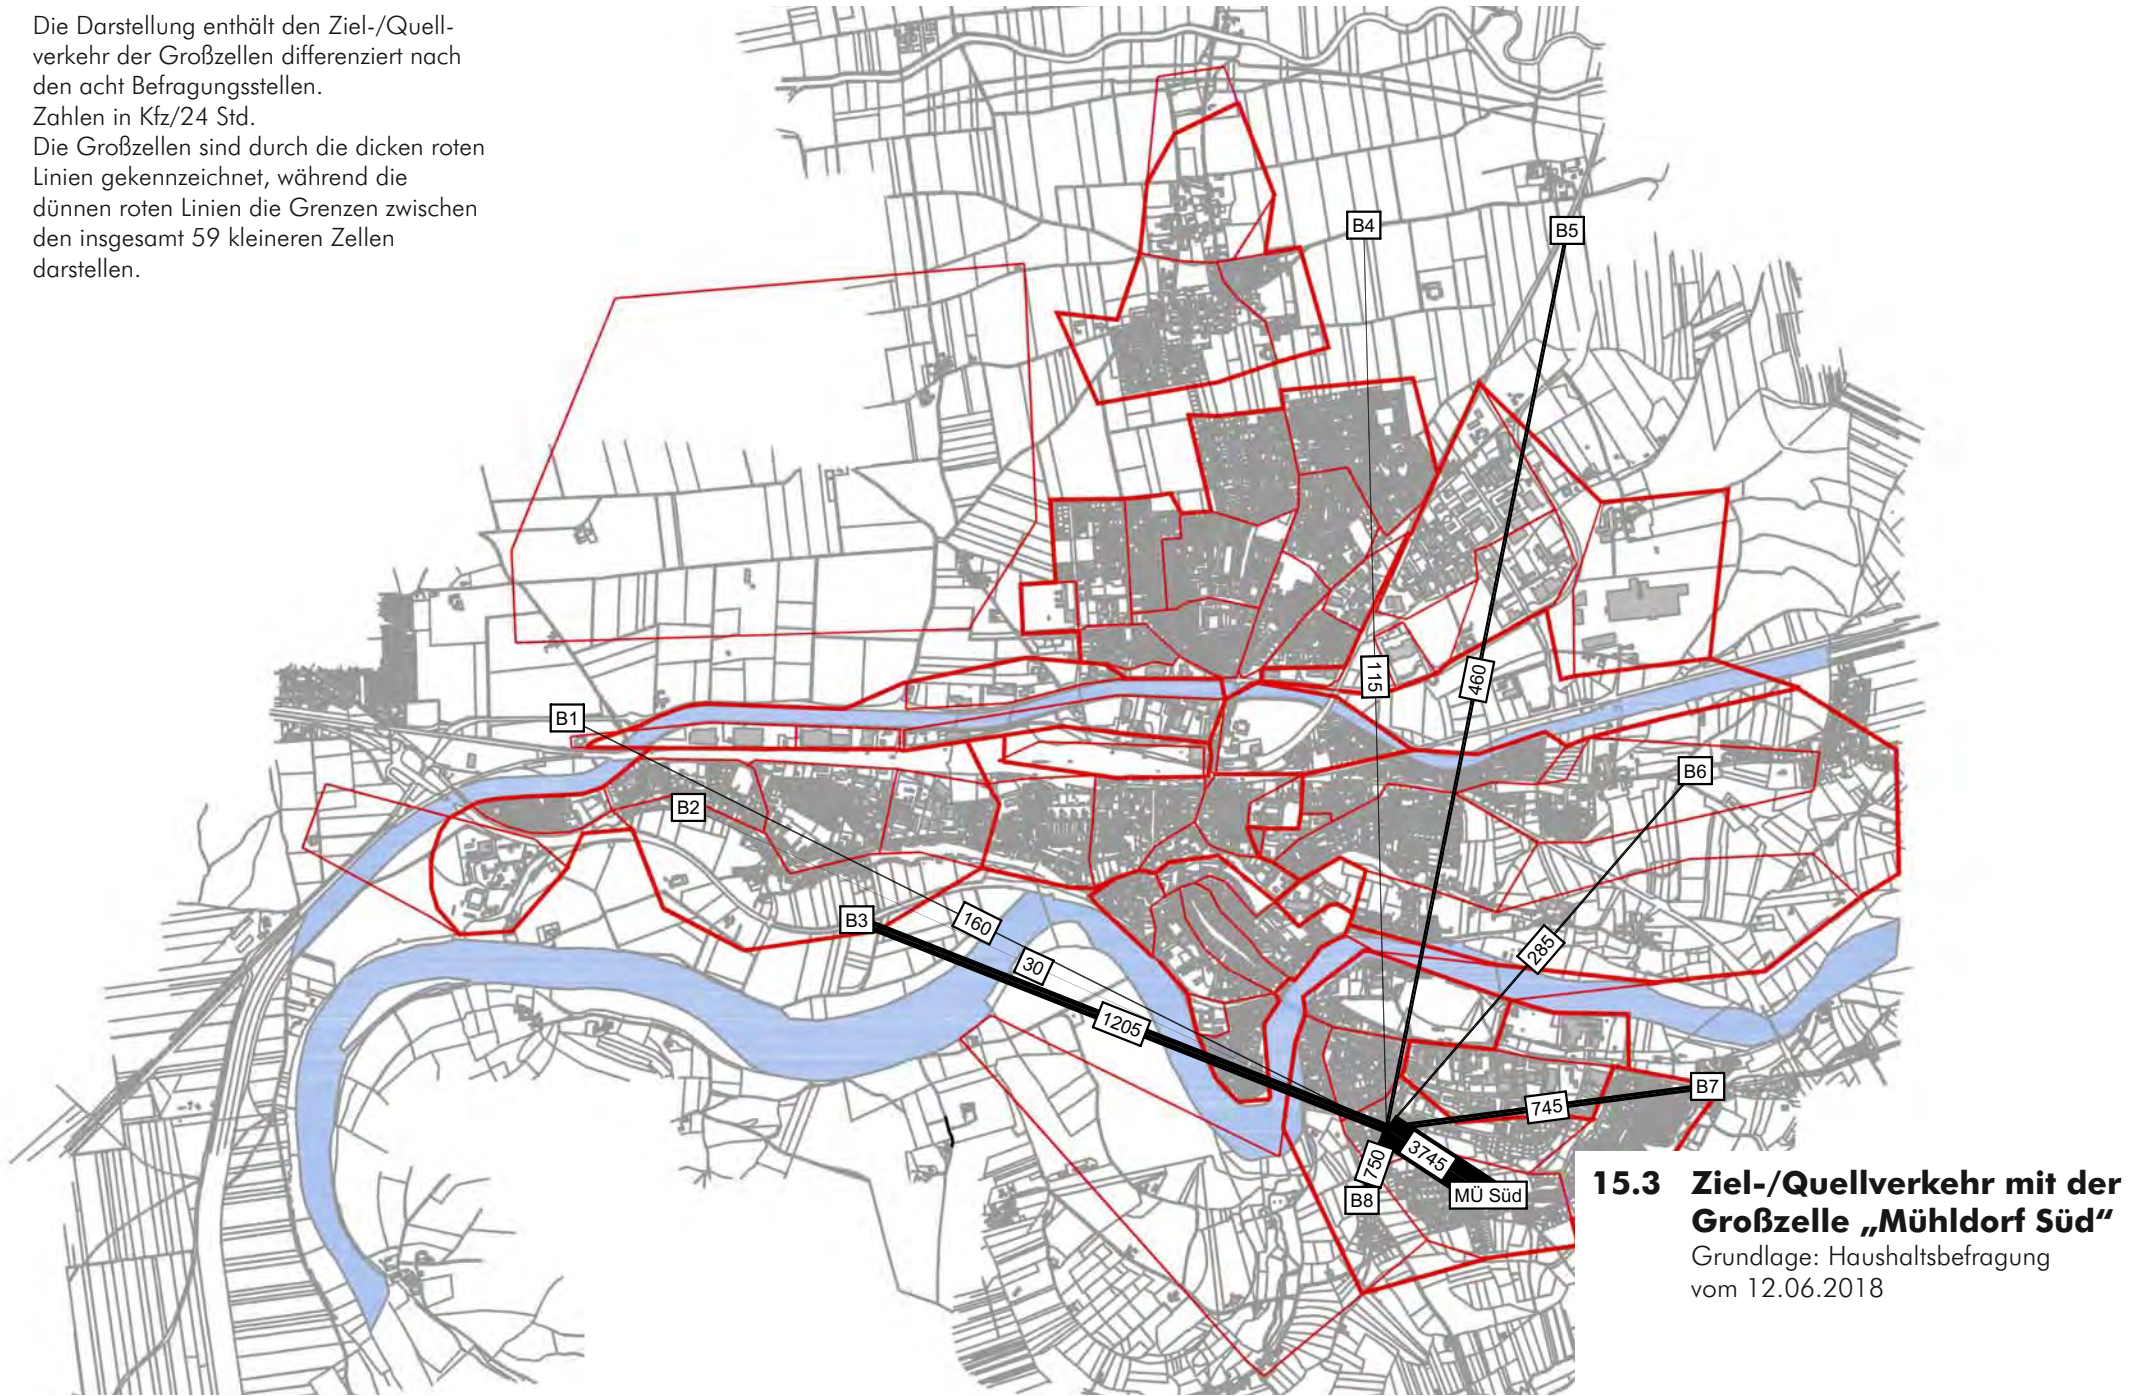 Die Darstellung enthält den Ziel-/Quell-
verkehr der Großzellen differenziert nach
den acht Befragungsstellen.
Zahlen in Kfz/24 Std.
Die Großzellen sind durch die dicken roten
Linien gekennzeichnet, während die
dünnen roten Linien die Grenzen zwischen
den insgesamt 59 kleineren Zellen
darstellen.
B4
B5
115
460
B1
B2
B6
B3
160
30
285
1205
B7
745
750
3745
B8
MÜ Süd
15.3 Ziel-/Quellverkehr mit der
Großzelle „Mühldorf Süd“
Grundlage: Haushaltsbefragung
vom 12.06.2018